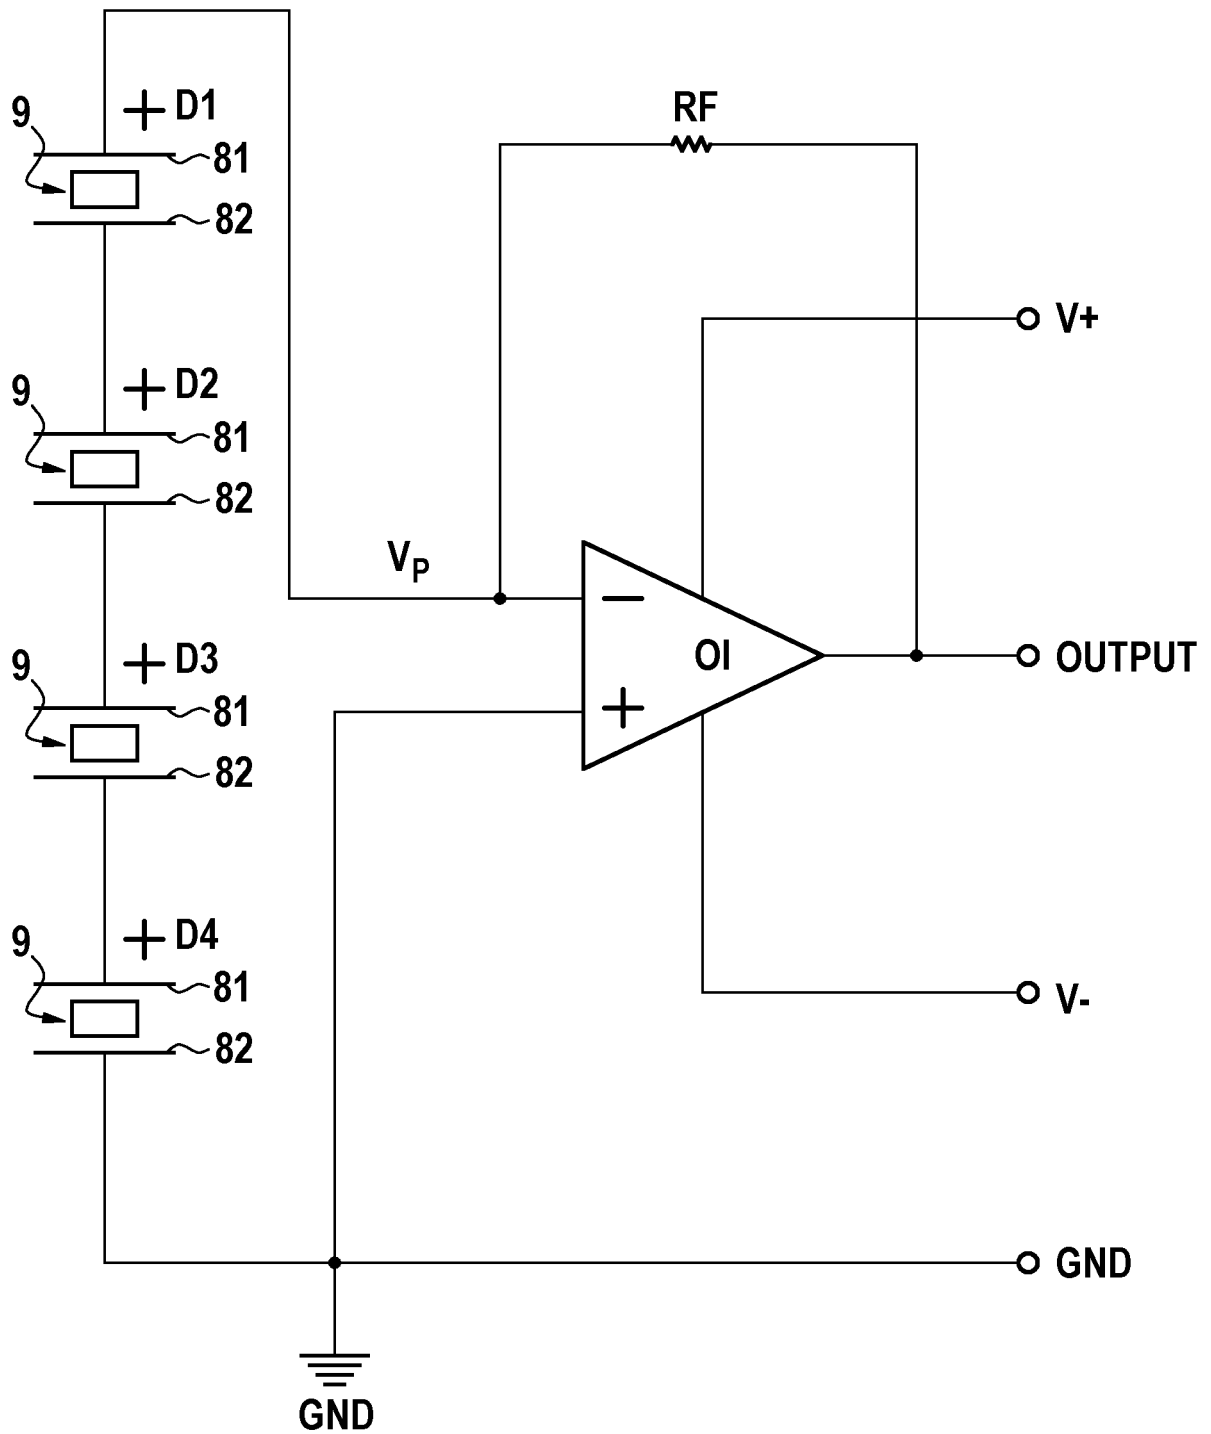 9
+ D1
81
82
RF
V+
9
+ D2
81
82
VP
−
OI
OUTPUT
+
9
+ D3
81
82
9
+ D4
81
82
V-
GND
GND